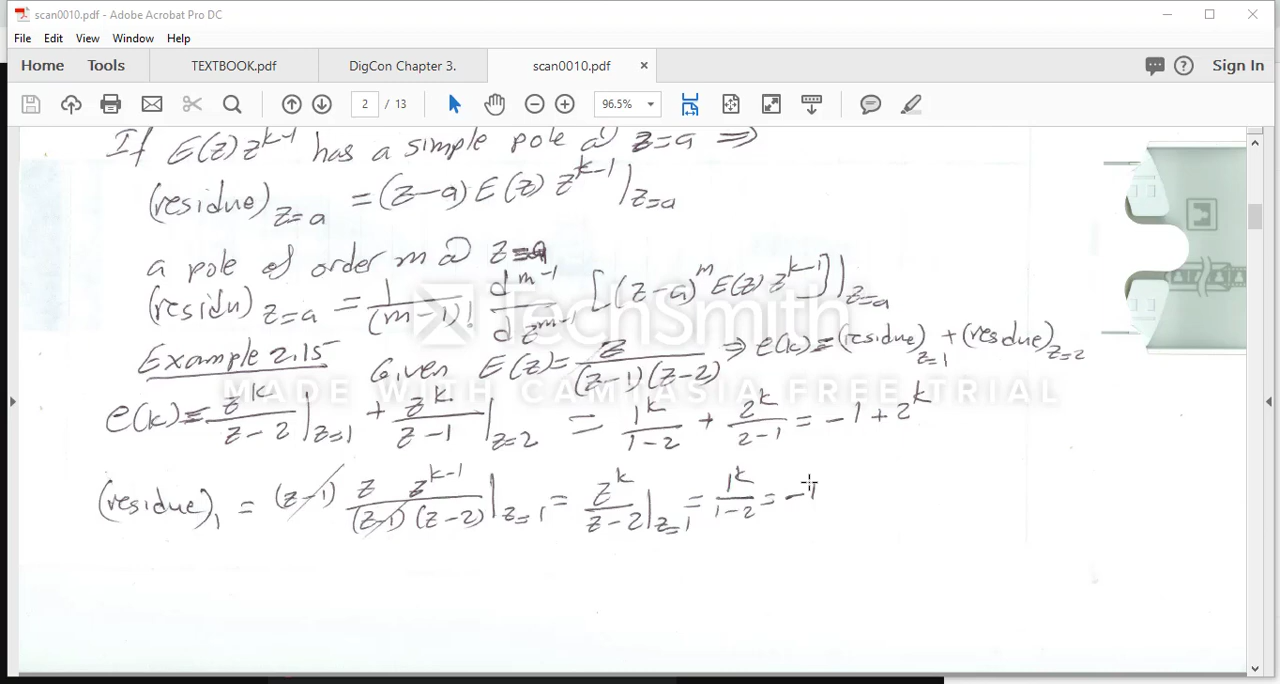 scan0010.pdf - Adobe Acrobat Pro DC
File Edit View Window Help
Home Tools TEXTBOOK.pdf DigCon Chapter 3. scan0010.pdf × Sign In
2 / 13 96.5%
If E(z) z^{k-1} has a simple pole @ z=a ⇒
(residue)_{z=a} = (z-a) E(z) z^{k-1} |_{z=a}
a pole of order m @ z=a
(residu)_{z=a} = 1/(m-1)! d^{m-1}/dz^{m-1} [(z-a)^m E(z) z^{k-1}] |_{z=a}
TechSmith
Example 2.15 Given E(z) = z/((z-1)(z-2)) ⇒ e(k) = (residue)_{z=1} + (residue)_{z=2}
MADE WITH CAMTASIA FREE TRIAL
e(k) = z^k/(z-2) |_{z=1} + z^k/(z-1) |_{z=2} = 1^k/(1-2) + 2^k/(2-1) = -1 + 2^k
(residue)_1 = (z-1) z z^{k-1}/((z-1)(z-2)) |_{z=1} = z^k/(z-2) |_{z=1} = 1^k/(1-2) = -1